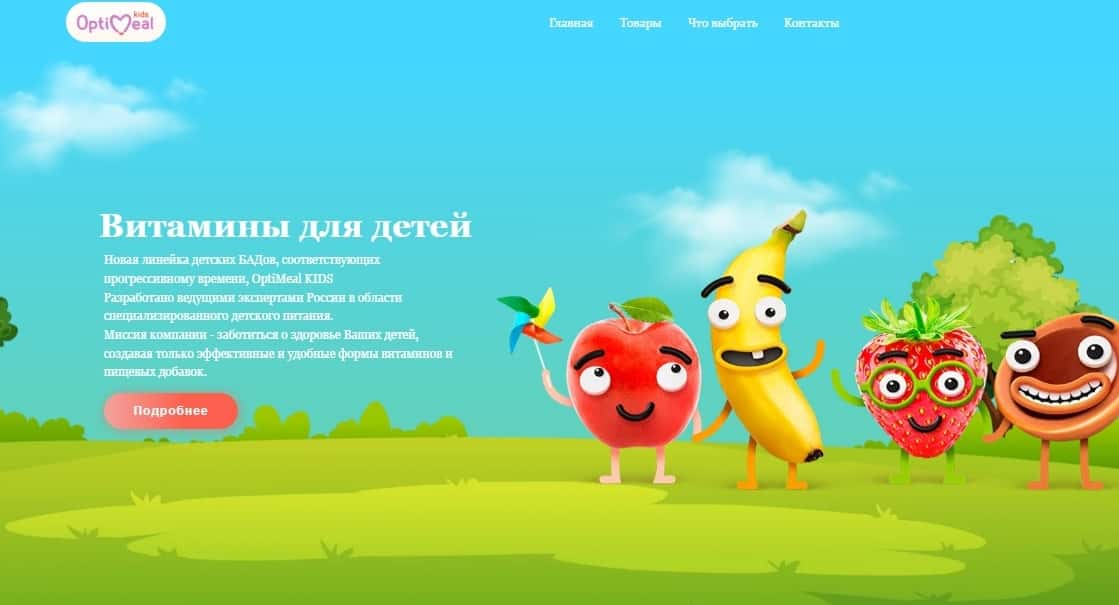 OptiMeal kids
Главная Товары Что выбрать Контакты
Витамины для детей
Новая линейка детских БАДов, соответствующих
прогрессивному времени, OptiMeal KIDS
Разработано ведущими экспертами России в области
специализированного детского питания.
Миссия компании - заботиться о здоровье Ваших детей,
создавая только эффективные и удобные формы витаминов и
пищевых добавок.
Подробнее